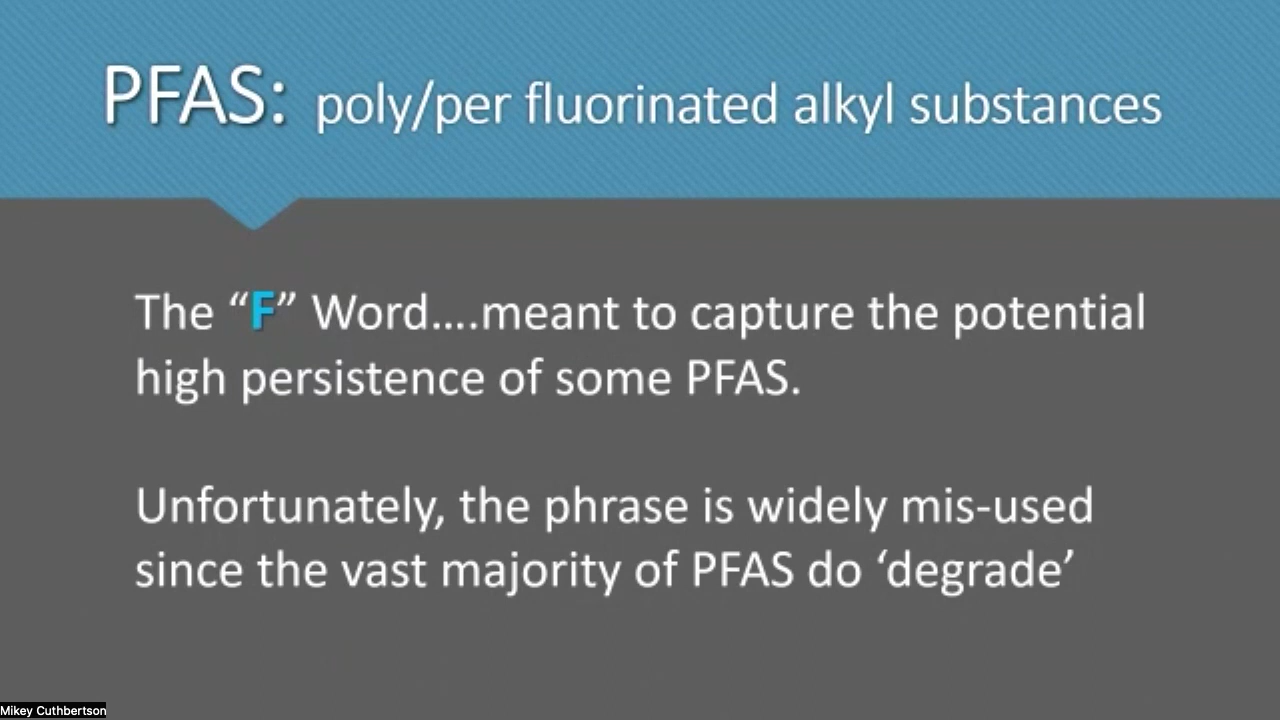 PFAS: poly/per fluorinated alkyl substances
The “F” Word....meant to capture the potential
high persistence of some PFAS.
Unfortunately, the phrase is widely mis-used
since the vast majority of PFAS do ‘degrade’
Mikey Cuthbertson